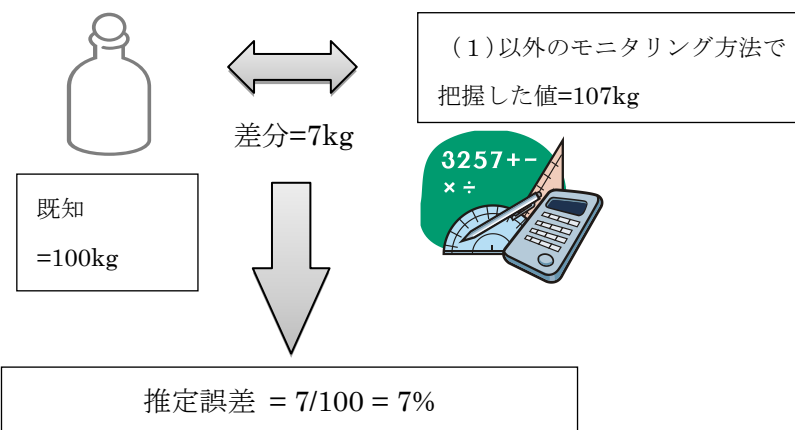 (１)以外のモニタリング方法で
把握した値=107kg
差分=7kg
3257+−
× ÷
既知
=100kg
推定誤差 = 7/100 = 7%